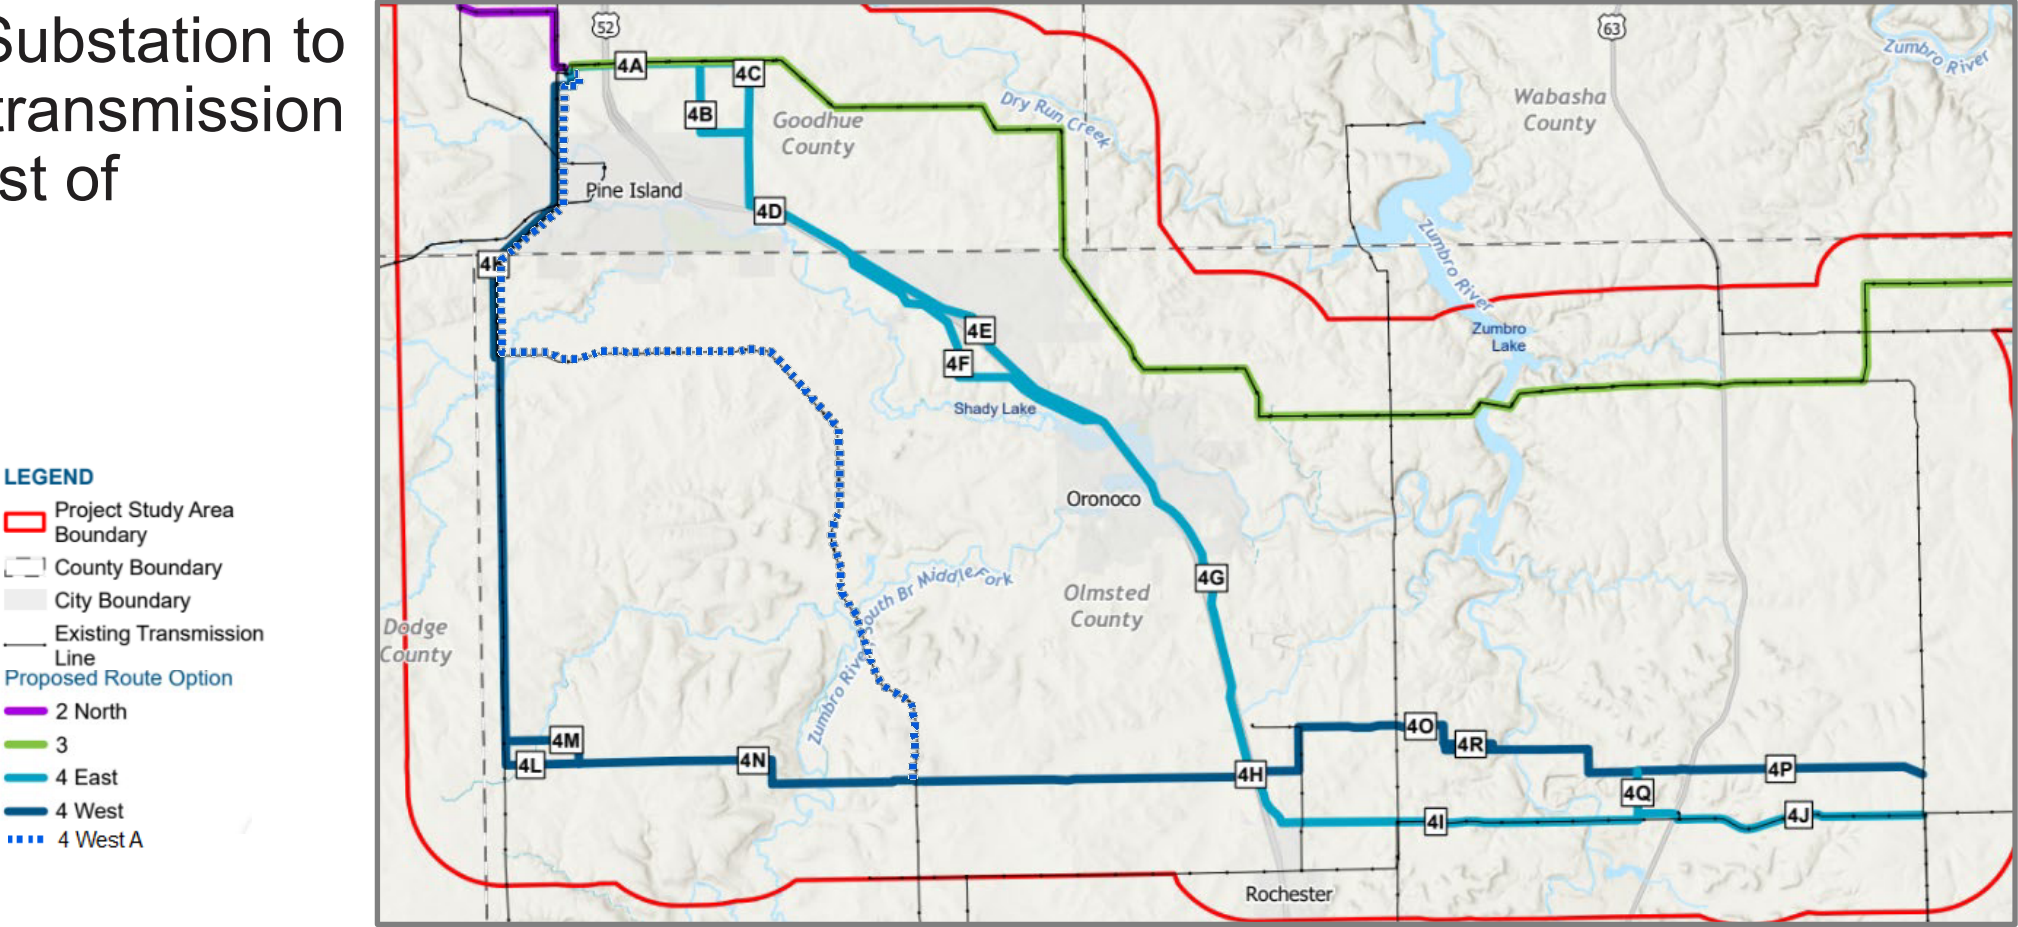 Substation to
transmission
st of
LEGEND
Project Study Area
Boundary
County Boundary
City Boundary
Existing Transmission
Line
Proposed Route Option
2 North
3
4 East
4 West
4 West A
52
63
4A
4C
4B
Goodhue
County
Dry Run Creek
Wabasha
County
Zumbro River
Pine Island
4D
4K
Zumbro River
4E
4F
Zumbro
Lake
Shady Lake
Oronoco
4G
Zumbro River, South Br Middle Fork
Olmsted
County
Dodge
County
4M
4L
4N
4H
4O
4R
4P
4Q
4I
4J
Rochester